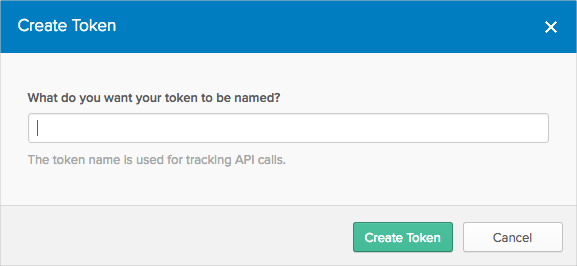 Create Token
What do you want your token to be named?
The token name is used for tracking API calls.
Create Token
Cancel